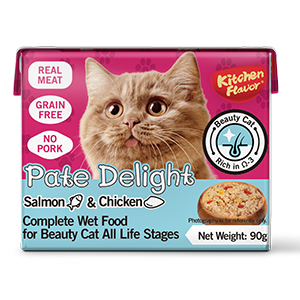 REAL
MEAT
Kitchen
Flavor
GRAIN
FREE
Beauty Cat
NO
PORK
Rich in Ω-3
Pate Delight
Salmon & Chicken
Complete Wet Food
for Beauty Cat All Life Stages
Net Weight: 90g